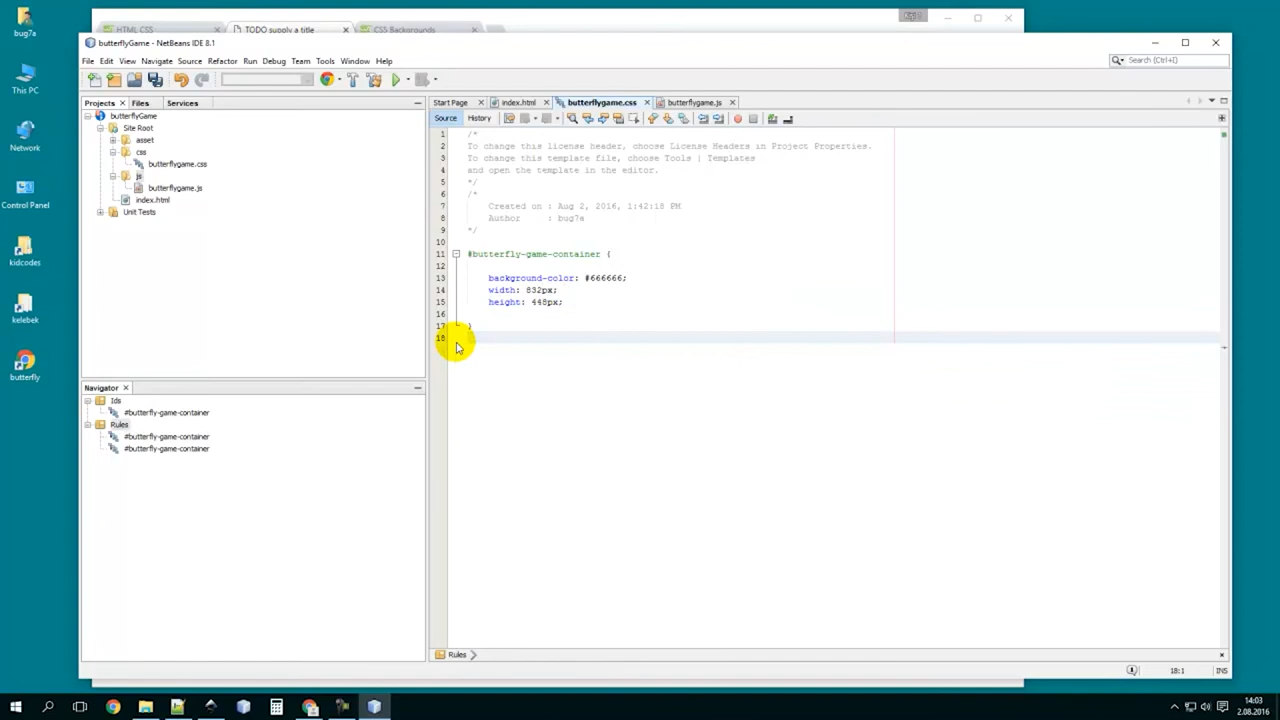 bug7a
This PC
Network
Control Panel
kidcodes
kelebek
butterfly
HTML CSS
TODO supply a title
CSS Backgrounds
butterflyGame - NetBeans IDE 8.1
File Edit View Navigate Source Refactor Run Debug Team Tools Window Help
Search (Ctrl+I)
Projects Files Services
butterflyGame
Site Root
asset
css
butterflygame.css
js
butterflygame.js
index.html
Unit Tests
Navigator
Ids
#butterfly-game-container
Rules
#butterfly-game-container
#butterfly-game-container
Start Page index.html butterflygame.css butterflygame.js
Source History
1 /*
2 To change this license header, choose License Headers in Project Properties.
3 To change this template file, choose Tools | Templates
4 and open the template in the editor.
5 */
6 /*
7 Created on : Aug 2, 2016, 1:42:18 PM
8 Author : bug7a
9 */
10
11 #butterfly-game-container {
12
13 background-color: #666666;
14 width: 832px;
15 height: 448px;
16
17 }
18
Rules
18:1 INS
14:03
2.08.2016